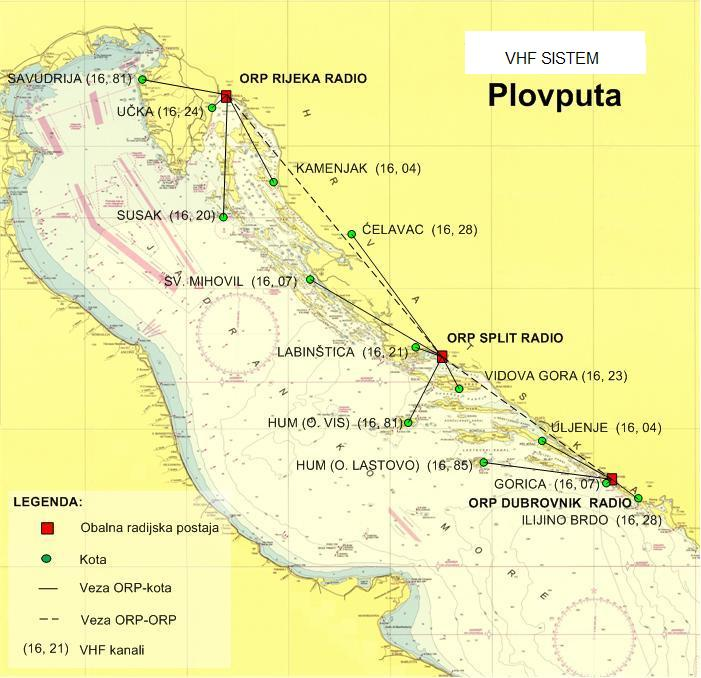 VHF SISTEM
Plovputa
SAVUDRIJA (16, 81)
ORP RIJEKA RADIO
UČKA (16, 24)
KAMENJAK (16, 04)
SUSAK (16, 20)
ČELAVAC (16, 28)
SV. MIHOVIL (16, 07)
ORP SPLIT RADIO
LABINŠTICA (16, 21)
VIDOVA GORA (16, 23)
HUM (O. VIS) (16, 81)
ULJENJE (16, 04)
HUM (O. LASTOVO) (16, 85)
GORICA (16, 07)
ORP DUBROVNIK RADIO
ILIJINO BRDO (16, 28)
HRVATSKA
JADRANSKO MORE
LEGENDA:
Obalna radijska postaja
Kota
Veza ORP-kota
Veza ORP-ORP
(16, 21) VHF kanali